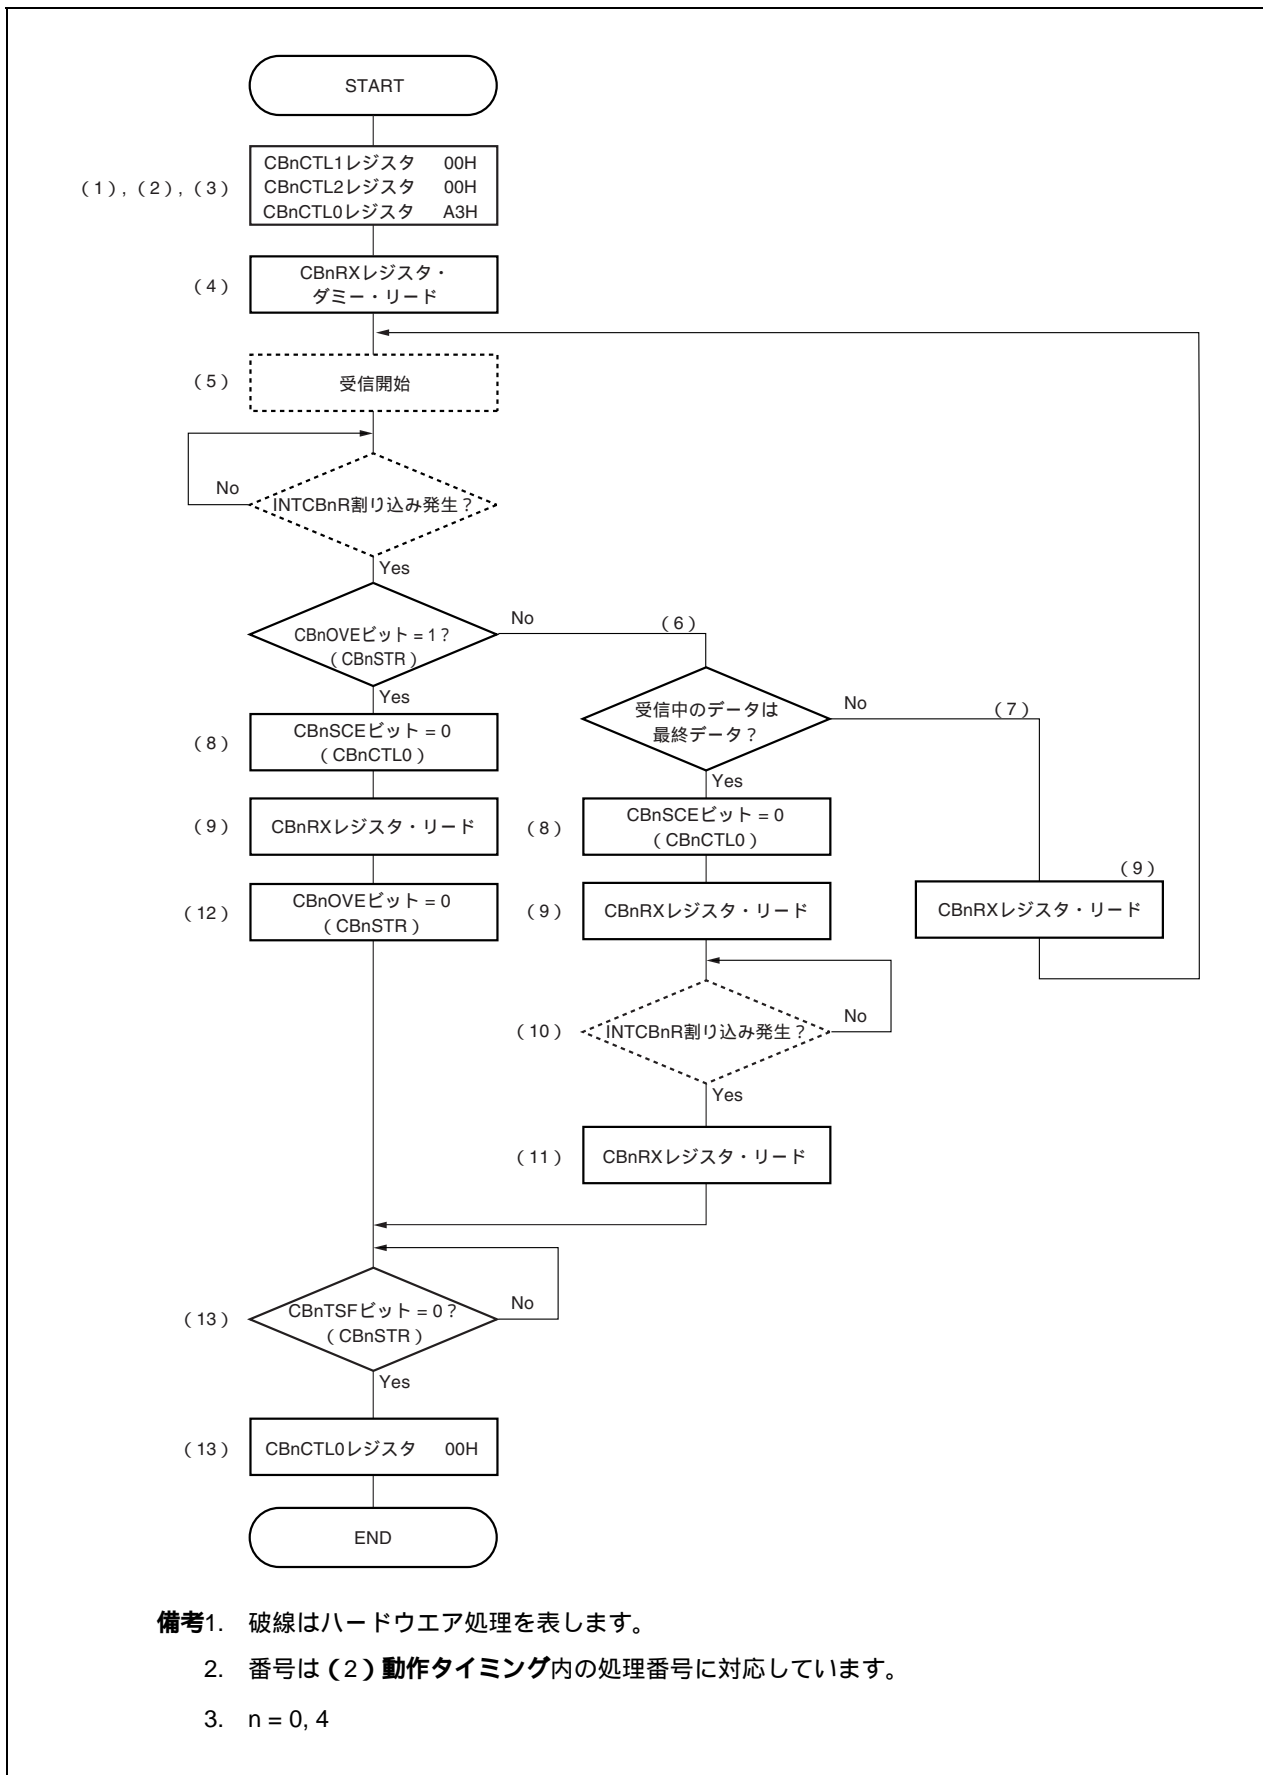 START
(1), (2), (3)
CBnCTL1レジスタ 00H
CBnCTL2レジスタ 00H
CBnCTL0レジスタ A3H
(4)
CBnRXレジスタ・
ダミー・リード
(5)
受信開始
No
INTCBnR割り込み発生？
Yes
CBnOVEビット = 1？
(CBnSTR)
No
(6)
Yes
受信中のデータは
最終データ？
No
(7)
Yes
(8)
CBnSCEビット = 0
(CBnCTL0)
(8)
CBnSCEビット = 0
(CBnCTL0)
(9)
CBnRXレジスタ・リード
(9)
CBnRXレジスタ・リード
(9)
CBnRXレジスタ・リード
(12)
CBnOVEビット = 0
(CBnSTR)
(10)
INTCBnR割り込み発生？
No
Yes
(11)
CBnRXレジスタ・リード
(13)
CBnTSFビット = 0？
(CBnSTR)
No
Yes
(13)
CBnCTL0レジスタ 00H
END
備考1. 破線はハードウエア処理を表します。
2. 番号は(2)動作タイミング内の処理番号に対応しています。
3. n = 0, 4